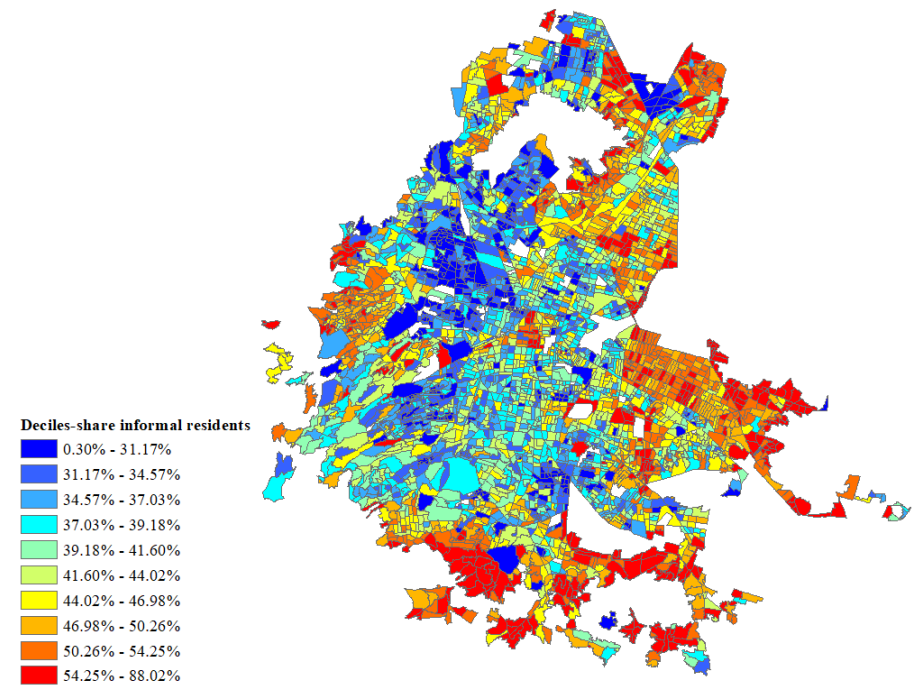 Deciles-share informal residents
0.30% - 31.17%
31.17% - 34.57%
34.57% - 37.03%
37.03% - 39.18%
39.18% - 41.60%
41.60% - 44.02%
44.02% - 46.98%
46.98% - 50.26%
50.26% - 54.25%
54.25% - 88.02%